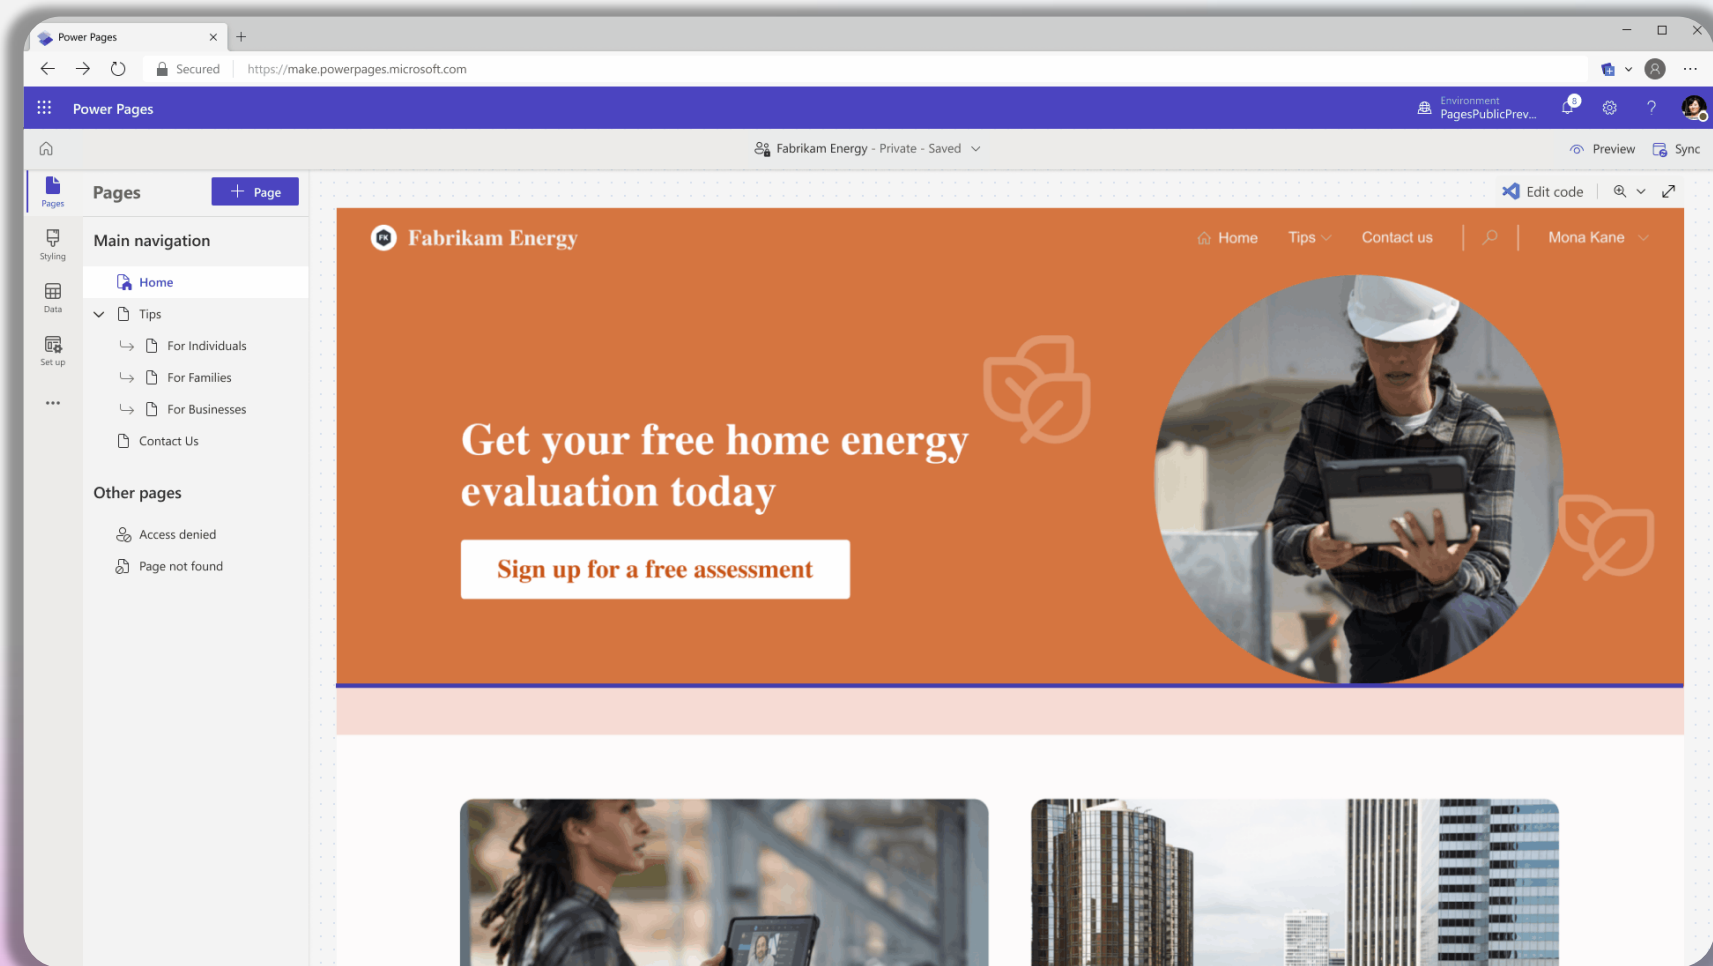 Power Pages
Secured https://make.powerpages.microsoft.com
Power Pages
Environment
PagesPublicPrev...
8
?
Fabrikam Energy - Private - Saved
Preview
Sync
Pages
Styling
Data
Set up
Pages
+ Page
Main navigation
Home
Tips
For Individuals
For Families
For Businesses
Contact Us
Other pages
Access denied
Page not found
Edit code
FK
Fabrikam Energy
Home
Tips
Contact us
Mona Kane
Get your free home energy
evaluation today
Sign up for a free assessment